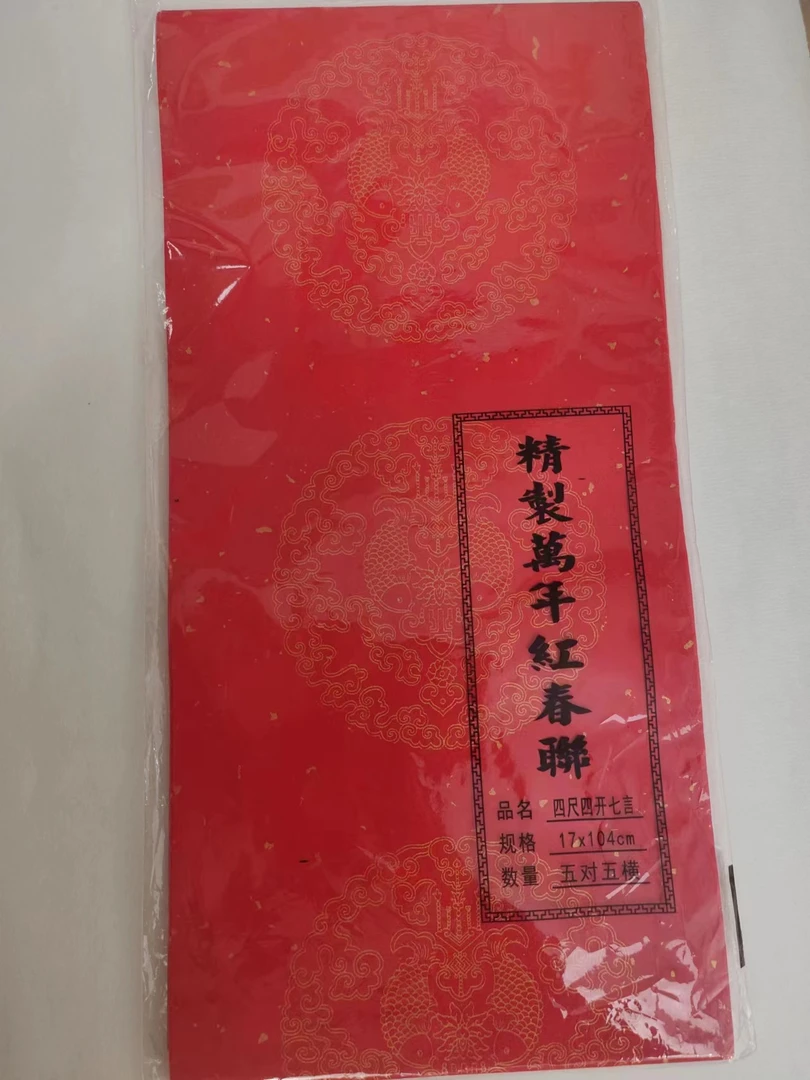 精製萬年紅春聯
品名 四尺四开七言
规格 17x104cm
数量 五对五横